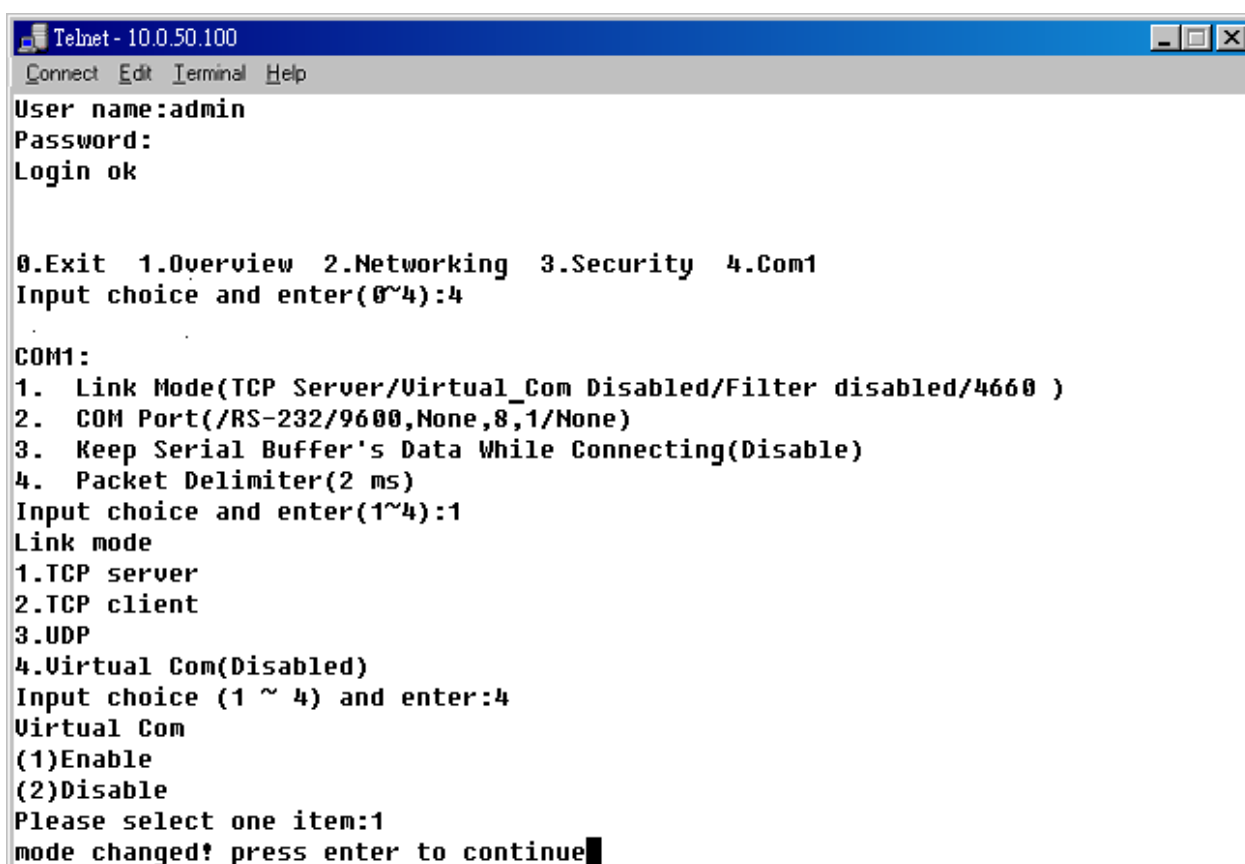 Telnet - 10.0.50.100
Connect Edit Terminal Help
User name:admin
Password:
Login ok
0.Exit 1.Overview 2.Networking 3.Security 4.Com1
Input choice and enter(0~4):4
COM1:
1. Link Mode(TCP Server/Virtual_Com Disabled/Filter disabled/4660 )
2. COM Port(/RS-232/9600,None,8,1/None)
3. Keep Serial Buffer's Data While Connecting(Disable)
4. Packet Delimiter(2 ms)
Input choice and enter(1~4):1
Link mode
1.TCP server
2.TCP client
3.UDP
4.Virtual Com(Disabled)
Input choice (1 ~ 4) and enter:4
Virtual Com
(1)Enable
(2)Disable
Please select one item:1
mode changed! press enter to continue